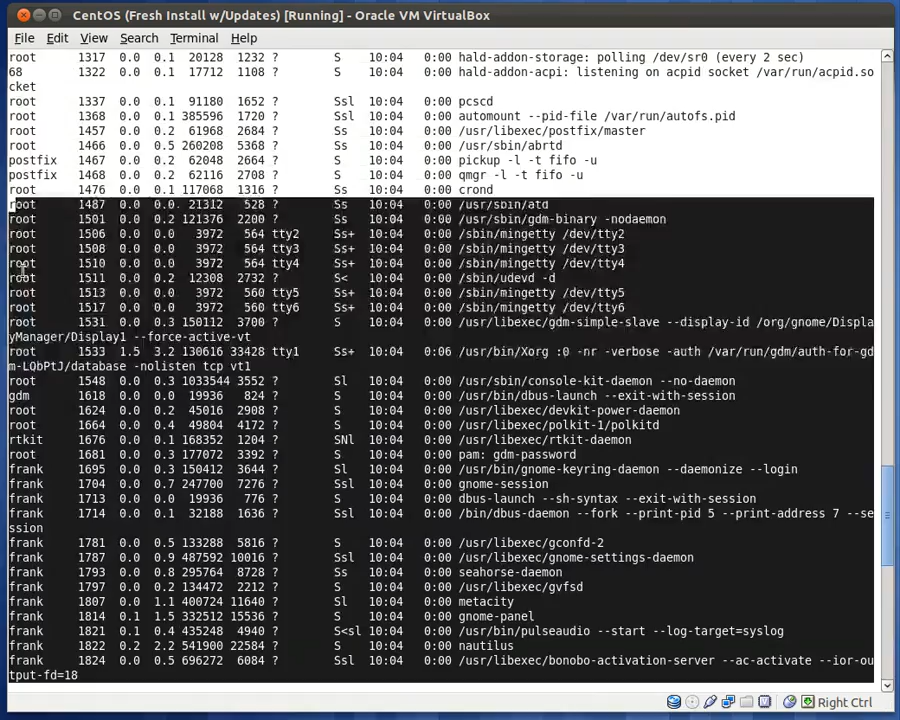 CentOS (Fresh Install w/Updates) [Running] - Oracle VM VirtualBox
File Edit View Search Terminal Help
root 1317 0.0 0.1 20128 1232 ? S 10:04 0:00 hald-addon-storage: polling /dev/sr0 (every 2 sec)
68 1322 0.0 0.1 17712 1108 ? S 10:04 0:00 hald-addon-acpi: listening on acpid socket /var/run/acpid.so
cket
root 1337 0.0 0.1 91180 1652 ? Ssl 10:04 0:00 pcscd
root 1368 0.0 0.1 385596 1720 ? Ssl 10:04 0:00 automount --pid-file /var/run/autofs.pid
root 1457 0.0 0.2 61968 2684 ? Ss 10:04 0:00 /usr/libexec/postfix/master
root 1466 0.0 0.5 260208 5368 ? Ss 10:04 0:00 /usr/sbin/abrtd
postfix 1467 0.0 0.2 62048 2664 ? S 10:04 0:00 pickup -l -t fifo -u
postfix 1468 0.0 0.2 62116 2708 ? S 10:04 0:00 qmgr -l -t fifo -u
root 1476 0.0 0.1 117068 1316 ? Ss 10:04 0:00 crond
root 1487 0.0 0.0 21312 528 ? Ss 10:04 0:00 /usr/sbin/atd
root 1501 0.0 0.2 121376 2200 ? Ss 10:04 0:00 /usr/sbin/gdm-binary -nodaemon
root 1506 0.0 0.0 3972 564 tty2 Ss+ 10:04 0:00 /sbin/mingetty /dev/tty2
root 1508 0.0 0.0 3972 564 tty3 Ss+ 10:04 0:00 /sbin/mingetty /dev/tty3
root 1510 0.0 0.0 3972 564 tty4 Ss+ 10:04 0:00 /sbin/mingetty /dev/tty4
root 1511 0.0 0.2 12308 2732 ? S< 10:04 0:00 /sbin/udevd -d
root 1513 0.0 0.0 3972 560 tty5 Ss+ 10:04 0:00 /sbin/mingetty /dev/tty5
root 1517 0.0 0.0 3972 560 tty6 Ss+ 10:04 0:00 /sbin/mingetty /dev/tty6
root 1531 0.0 0.3 150112 3700 ? S 10:04 0:00 /usr/libexec/gdm-simple-slave --display-id /org/gnome/Displa
yManager/Display1 --force-active-vt
root 1533 1.5 3.2 130616 33428 tty1 Ss+ 10:04 0:06 /usr/bin/Xorg :0 -nr -verbose -auth /var/run/gdm/auth-for-gd
m-LObPtJ/database -nolisten tcp vt1
root 1548 0.0 0.3 1033544 3552 ? Sl 10:04 0:00 /usr/sbin/console-kit-daemon --no-daemon
gdm 1618 0.0 0.0 19936 824 ? S 10:04 0:00 /usr/bin/dbus-launch --exit-with-session
root 1624 0.0 0.2 45016 2908 ? S 10:04 0:00 /usr/libexec/devkit-power-daemon
root 1664 0.0 0.4 49804 4172 ? S 10:04 0:00 /usr/libexec/polkit-1/polkitd
rtkit 1676 0.0 0.1 168352 1204 ? SNl 10:04 0:00 /usr/libexec/rtkit-daemon
root 1681 0.0 0.3 177072 3392 ? S 10:04 0:00 pam: gdm-password
frank 1695 0.0 0.3 150412 3644 ? Sl 10:04 0:00 /usr/bin/gnome-keyring-daemon --daemonize --login
frank 1704 0.0 0.7 247700 7276 ? Ssl 10:04 0:00 gnome-session
frank 1713 0.0 0.0 19936 776 ? S 10:04 0:00 dbus-launch --sh-syntax --exit-with-session
frank 1714 0.0 0.1 32188 1636 ? Ssl 10:04 0:00 /bin/dbus-daemon --fork --print-pid 5 --print-address 7 --se
ssion
frank 1781 0.0 0.5 133288 5816 ? S 10:04 0:00 /usr/libexec/gconfd-2
frank 1787 0.0 0.9 487592 10016 ? Ssl 10:04 0:00 /usr/libexec/gnome-settings-daemon
frank 1793 0.0 0.8 295764 8728 ? Ss 10:04 0:00 seahorse-daemon
frank 1797 0.0 0.2 134472 2212 ? S 10:04 0:00 /usr/libexec/gvfsd
frank 1807 0.0 1.1 400724 11640 ? Sl 10:04 0:00 metacity
frank 1814 0.1 1.5 332512 15536 ? S 10:04 0:00 gnome-panel
frank 1821 0.1 0.4 435248 4940 ? S<sl 10:04 0:00 /usr/bin/pulseaudio --start --log-target=syslog
frank 1822 0.2 2.2 541900 22584 ? S 10:04 0:00 nautilus
frank 1824 0.0 0.5 696272 6084 ? Ssl 10:04 0:00 /usr/libexec/bonobo-activation-server --ac-activate --ior-ou
tput-fd=18
Right Ctrl